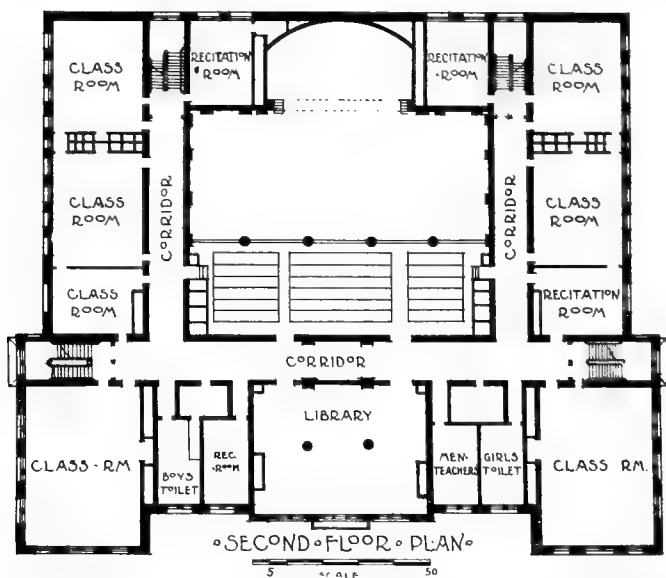 CLASS
ROOM
RECITATION
ROOM
RECITATION
ROOM
CLASS
ROOM
CLASS
ROOM
CORRIDOR
CORRIDOR
CLASS
ROOM
CLASS
ROOM
RECITATION
ROOM
CORRIDOR
LIBRARY
CLASS-RM
BOYS
TOILET
REC.
ROOM
MEN-
TEACHERS
GIRLS
TOILET
CLASS RM.
SECOND·FLOOR·PLAN
5 50
SCALE